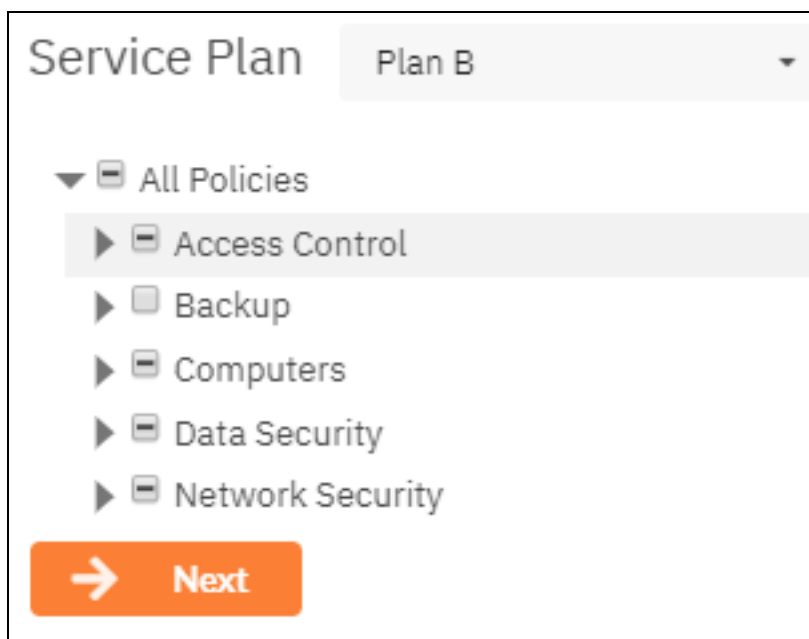 Service Plan Plan B
All Policies
Access Control
Backup
Computers
Data Security
Network Security
Next